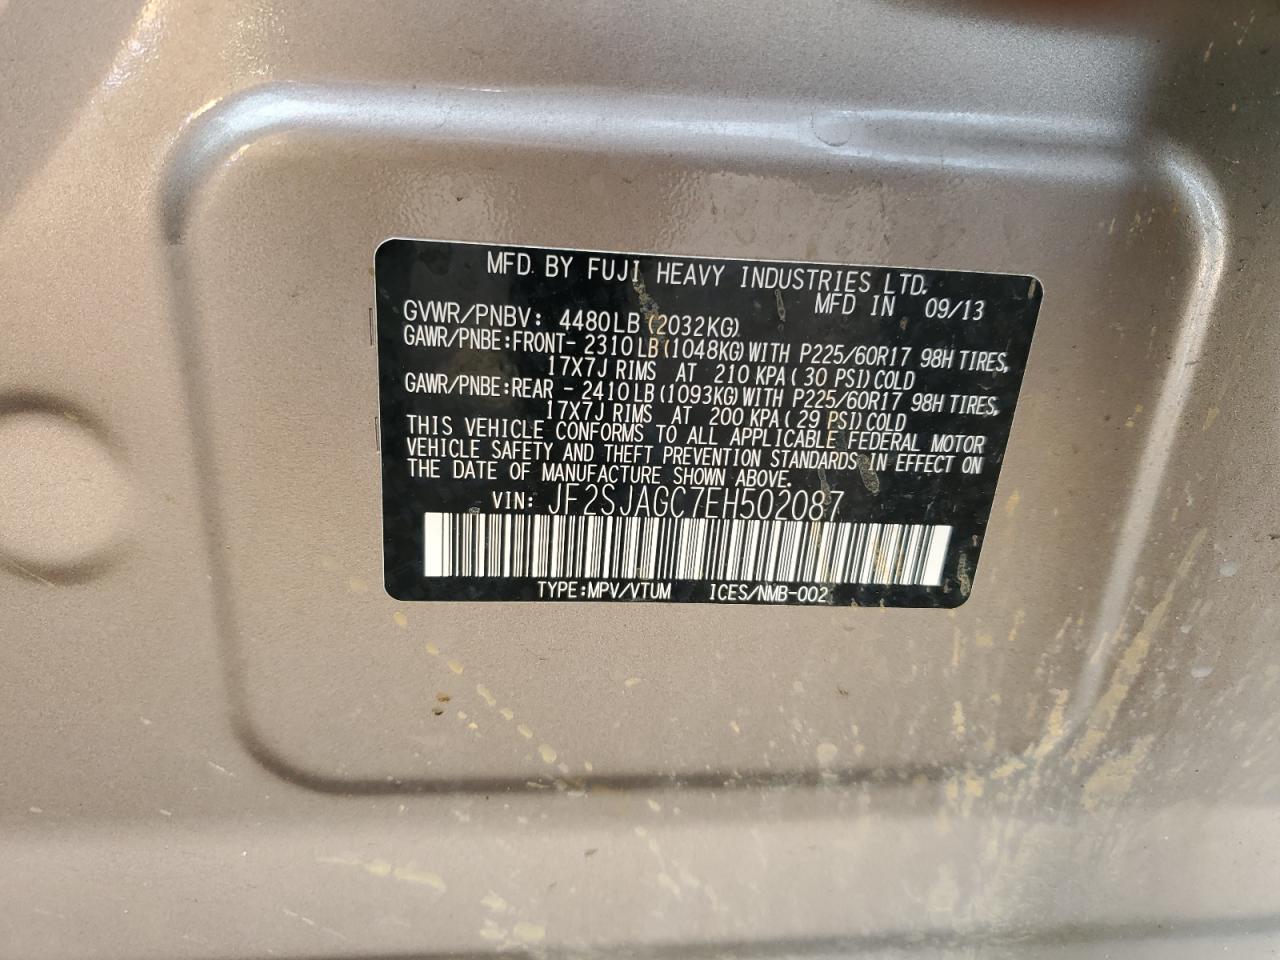 MFD. BY FUJI HEAVY INDUSTRIES LTD.
MFD IN 09/13
GVWR/PNBV: 4480LB(2032KG)
GAWR/PNBE:FRONT- 2310LB(1048KG)WITH P225/60R17 98H TIRES,
17X7J RIMS AT 210 KPA(30 PSI)COLD
GAWR/PNBE:REAR - 2410LB(1093KG)WITH P225/60R17 98H TIRES,
17X7J RIMS AT 200 KPA(29 PSI)COLD
THIS VEHICLE CONFORMS TO ALL APPLICABLE FEDERAL MOTOR
VEHICLE SAFETY AND THEFT PREVENTION STANDARDS IN EFFECT ON
THE DATE OF MANUFACTURE SHOWN ABOVE.
VIN: JF2SJAGC7EH502087
TYPE:MPV/VTUM ICES/NMB-002